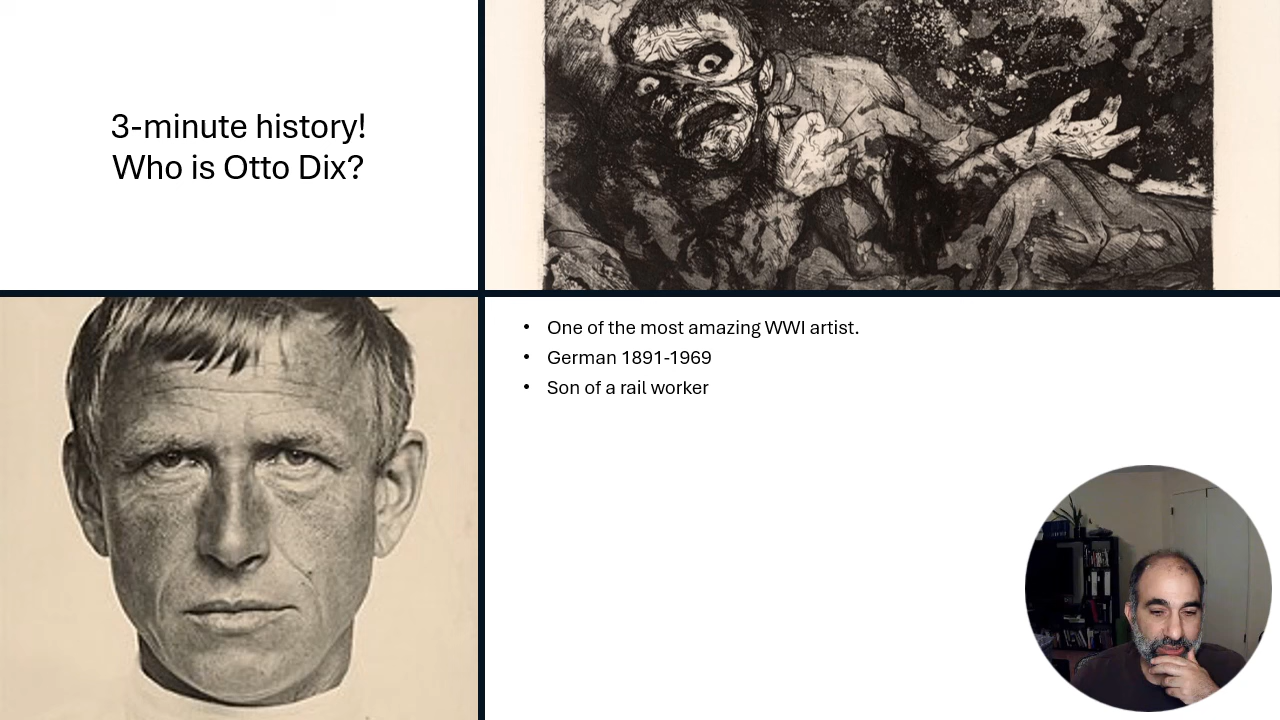 3-minute history!
Who is Otto Dix?
• One of the most amazing WWI artist.
• German 1891-1969
• Son of a rail worker